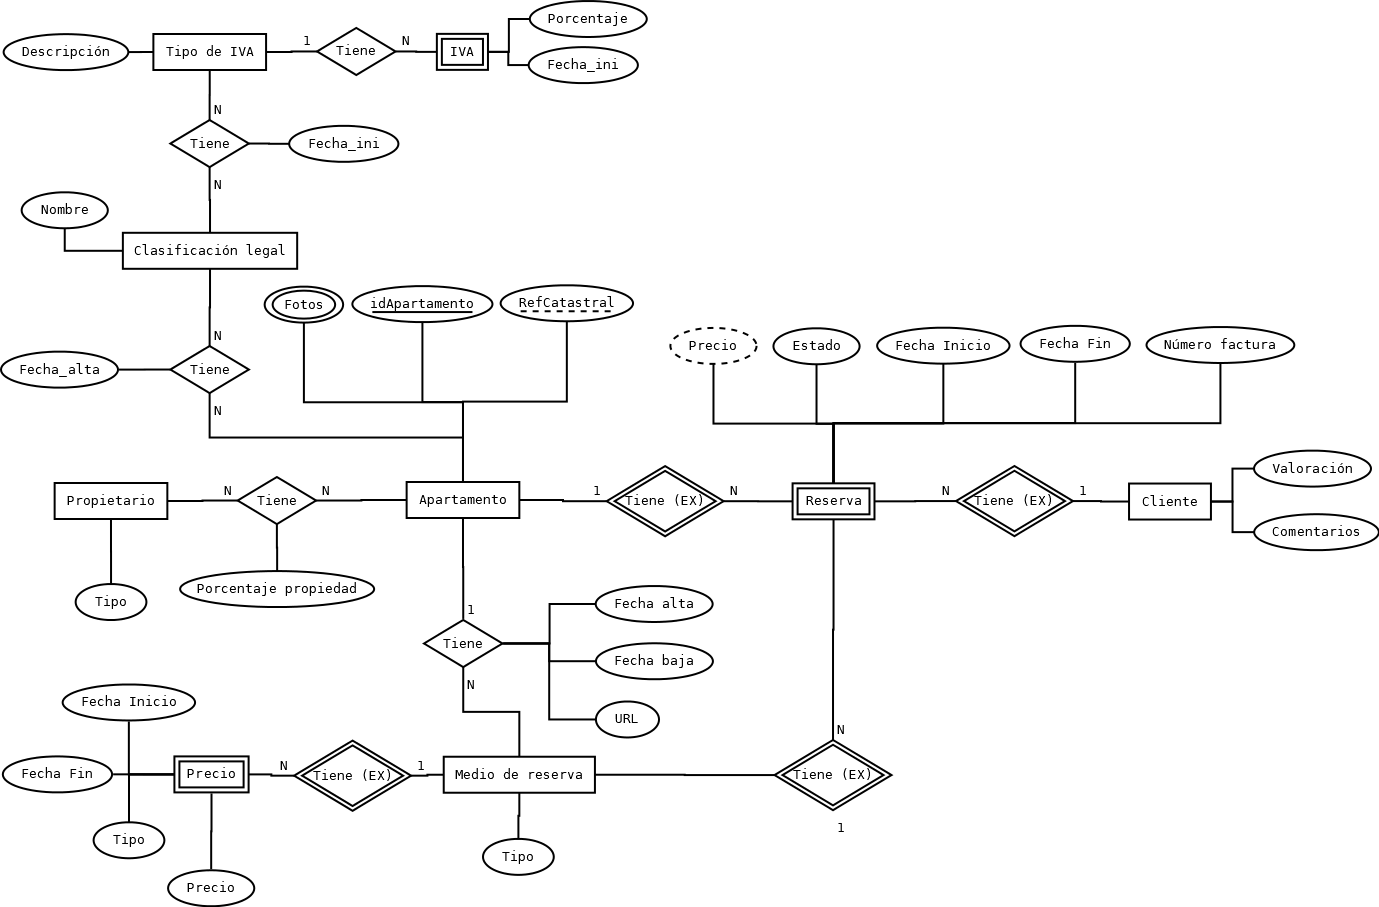 Porcentaje
1
N
Descripción
Tipo de IVA
Tiene
IVA
Fecha_ini
N
Tiene
Fecha_ini
N
Nombre
Clasificación legal
Fotos
idApartamento
RefCatastral
N
Precio
Estado
Fecha Inicio
Fecha Fin
Número factura
Fecha_alta
Tiene
N
Valoración
N
N
1
N
N
1
Propietario
Tiene
Apartamento
Tiene (EX)
Reserva
Tiene (EX)
Cliente
Comentarios
Porcentaje propiedad
Tipo
Fecha alta
1
Tiene
Fecha baja
N
Fecha Inicio
URL
N
N
1
Fecha Fin
Precio
Tiene (EX)
Medio de reserva
Tiene (EX)
1
Tipo
Tipo
Precio